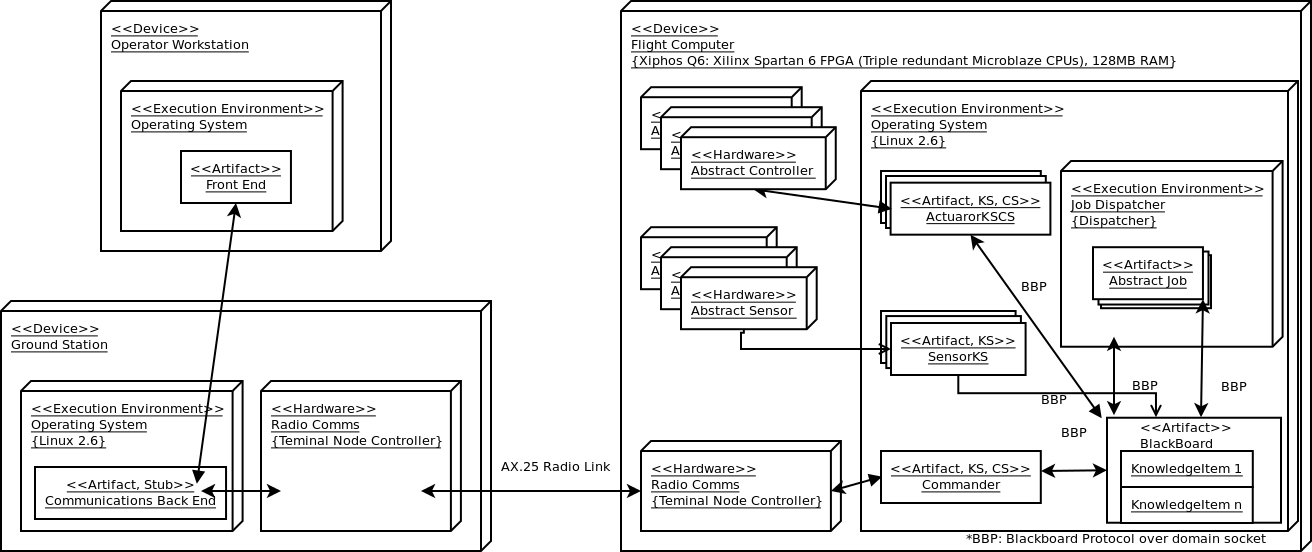 <<Device>>
Operator Workstation
<<Execution Environment>>
Operating System
<<Artifact>>
Front End
<<Device>>
Ground Station
<<Execution Environment>>
Operating System
{Linux 2.6}
<<Artifact, Stub>>
Communications Back End
<<Hardware>>
Radio Comms
{Teminal Node Controller}
AX.25 Radio Link
<<Device>>
Flight Computer
{Xiphos Q6: Xilinx Spartan 6 FPGA (Triple redundant Microblaze CPUs), 128MB RAM}
<<Hardware>>
Abstract Controller
<<Hardware>>
Abstract Sensor
<<Hardware>>
Radio Comms
{Teminal Node Controller}
<<Execution Environment>>
Operating System
{Linux 2.6}
<<Artifact, KS, CS>>
ActuarorKSCS
<<Artifact, KS>>
SensorKS
<<Artifact, KS, CS>>
Commander
<<Execution Environment>>
Job Dispatcher
{Dispatcher}
<<Artifact>>
Abstract Job
BBP
BBP
BBP
BBP
BBP
<<Artifact>>
BlackBoard
KnowledgeItem 1
KnowledgeItem n
*BBP: Blackboard Protocol over domain socket